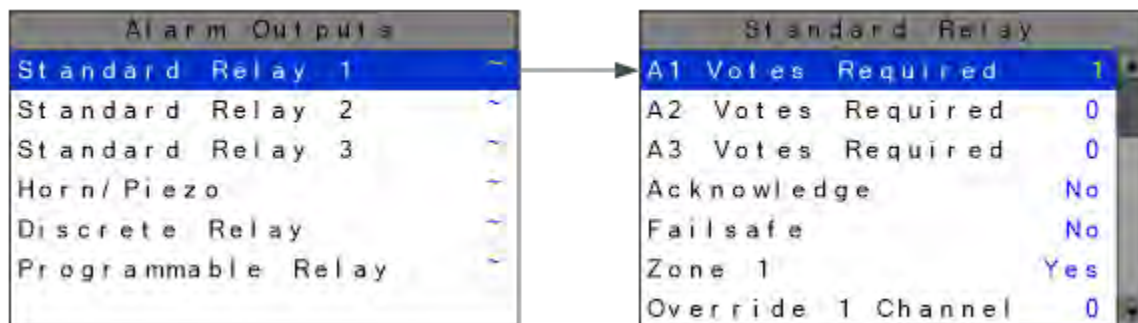 Alarm Outputs
Standard Relay 1 ~
Standard Relay 2 ~
Standard Relay 3 ~
Horn/Piezo ~
Discrete Relay ~
Programmable Relay ~
Standard Relay
A1 Votes Required 1
A2 Votes Required 0
A3 Votes Required 0
Acknowledge No
Failsafe No
Zone 1 Yes
Override 1 Channel 0